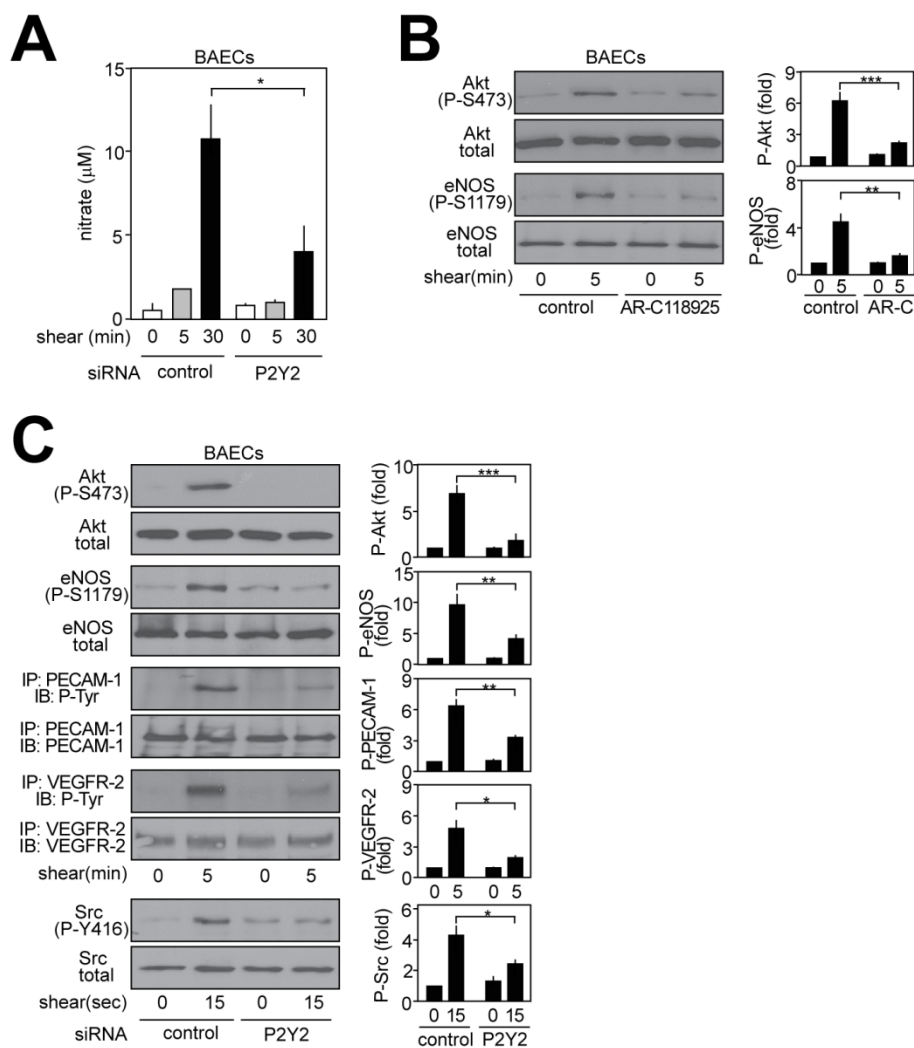 A
BAECs
15
*
10
nitrate (μM)
5
0
shear (min) 0 5 30 0 5 30
siRNA control P2Y2
B
BAECs
Akt
(P-S473)
Akt
total
eNOS
(P-S1179)
eNOS
total
shear(min) 0 5 0 5
control AR-C118925
9
***
6
P-Akt (fold)
3
0
4
**
P-eNOS
(fold)
0
0 5 0 5
control AR-C
C
BAECs
Akt
(P-S473)
Akt
total
eNOS
(P-S1179)
eNOS
total
IP: PECAM-1
IB: P-Tyr
IP: PECAM-1
IB: PECAM-1
IP: VEGFR-2
IB: P-Tyr
IP: VEGFR-2
IB: VEGFR-2
shear(min) 0 5 0 5
Src
(P-Y416)
Src
total
shear(sec) 0 15 0 15
siRNA control P2Y2
10
***
P-Akt (fold)
5
0
15
**
10
P-eNOS
(fold)
5
0
9
**
6
P-PECAM-1
(fold)
3
0
9
*
6
P-VEGFR-2
(fold)
3
0
0 5 0 5
6
*
4
P-Src (fold)
2
0
0 15 0 15
control P2Y2